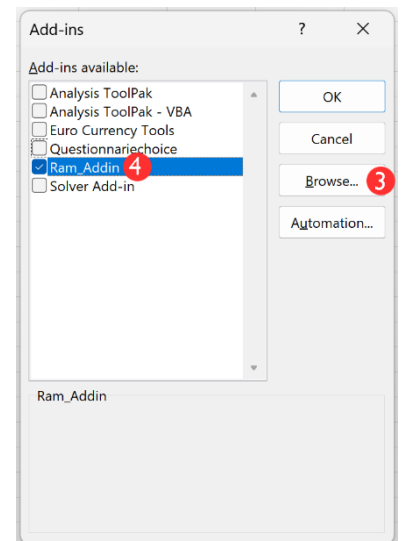 Add-ins ? ✕
Add-ins available:
Analysis ToolPak
Analysis ToolPak - VBA
Euro Currency Tools
Questionnariechoice
Ram_Addin 4
Solver Add-in
OK
Cancel
Browse... 3
Automation...
Ram_Addin